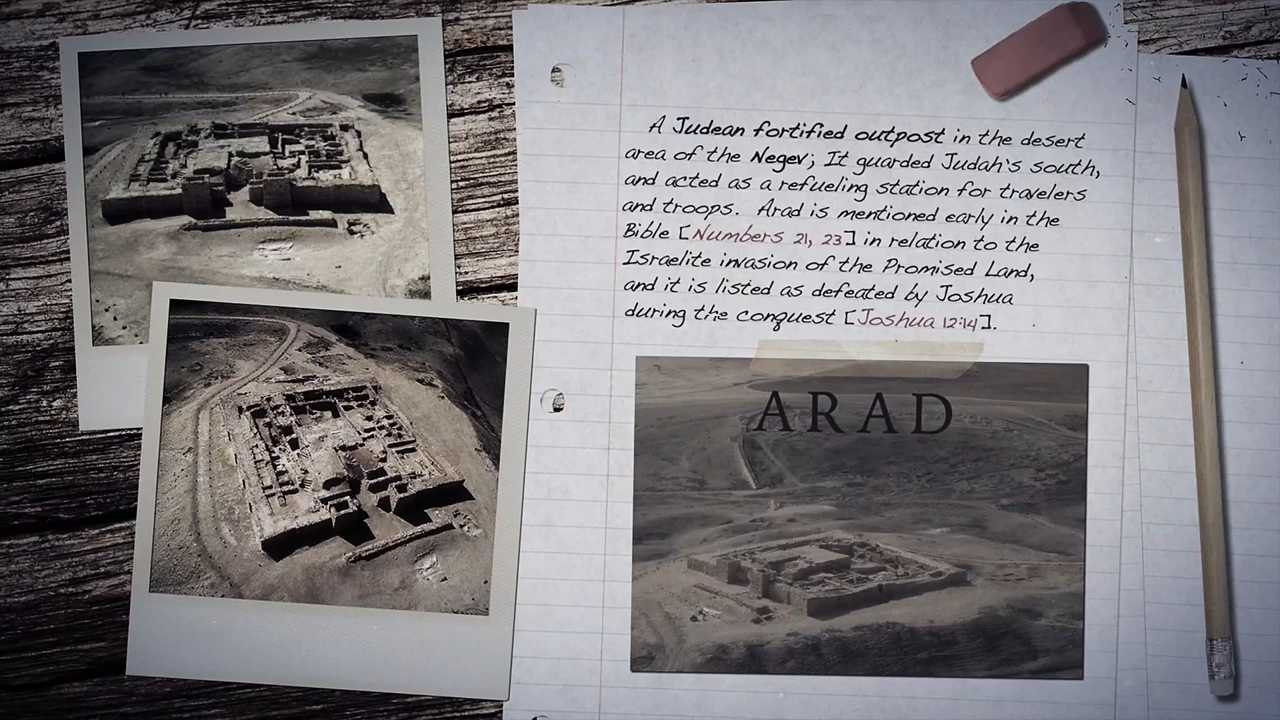 A Judean fortified outpost in the desert
area of the Negev; It guarded Judah's south,
and acted as a refueling station for travelers
and troops. Arad is mentioned early in the
Bible [Numbers 21, 23] in relation to the
Israelite invasion of the Promised Land,
and it is listed as defeated by Joshua
during the conquest [Joshua 12:14].
ARAD